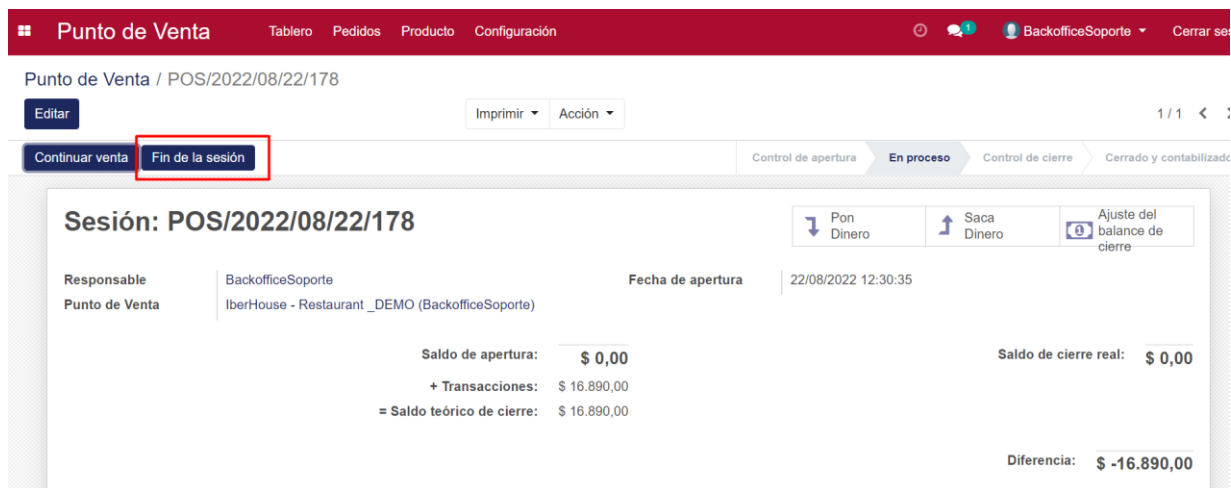 Punto de Venta Tablero Pedidos Producto Configuración 1 BackofficeSoporte Cerrar ses
Punto de Venta / POS/2022/08/22/178
Editar Imprimir Acción 1 / 1
Continuar venta Fin de la sesión Control de apertura En proceso Control de cierre Cerrado y contabilizado
Sesión: POS/2022/08/22/178
Pon
Dinero
Saca
Dinero
Ajuste del
balance de
cierre
Responsable BackofficeSoporte Fecha de apertura 22/08/2022 12:30:35
Punto de Venta IberHouse - Restaurant _DEMO (BackofficeSoporte)
Saldo de apertura: $ 0,00 Saldo de cierre real: $ 0,00
+ Transacciones: $ 16.890,00
= Saldo teórico de cierre: $ 16.890,00
Diferencia: $ -16.890,00